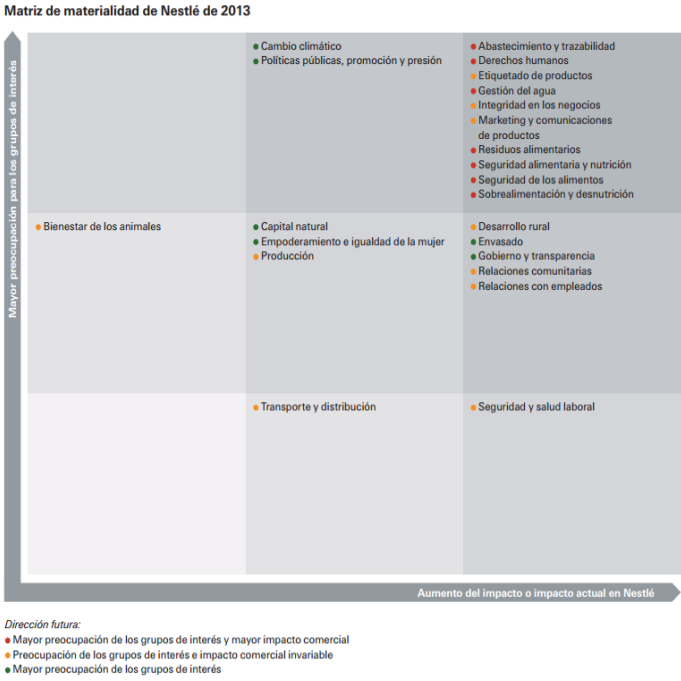 Matriz de materialidad de Nestlé de 2013
Mayor preocupación para los grupos de interés
Cambio climático
Políticas públicas, promoción y presión
Abastecimiento y trazabilidad
Derechos humanos
Etiquetado de productos
Gestión del agua
Integridad en los negocios
Marketing y comunicaciones
de productos
Residuos alimentarios
Seguridad alimentaria y nutrición
Seguridad de los alimentos
Sobrealimentación y desnutrición
Bienestar de los animales
Capital natural
Empoderamiento e igualdad de la mujer
Producción
Desarrollo rural
Envasado
Gobierno y transparencia
Relaciones comunitarias
Relaciones con empleados
Transporte y distribución
Seguridad y salud laboral
Aumento del impacto o impacto actual en Nestlé
Dirección futura:
Mayor preocupación de los grupos de interés y mayor impacto comercial
Preocupación de los grupos de interés e impacto comercial invariable
Mayor preocupación de los grupos de interés